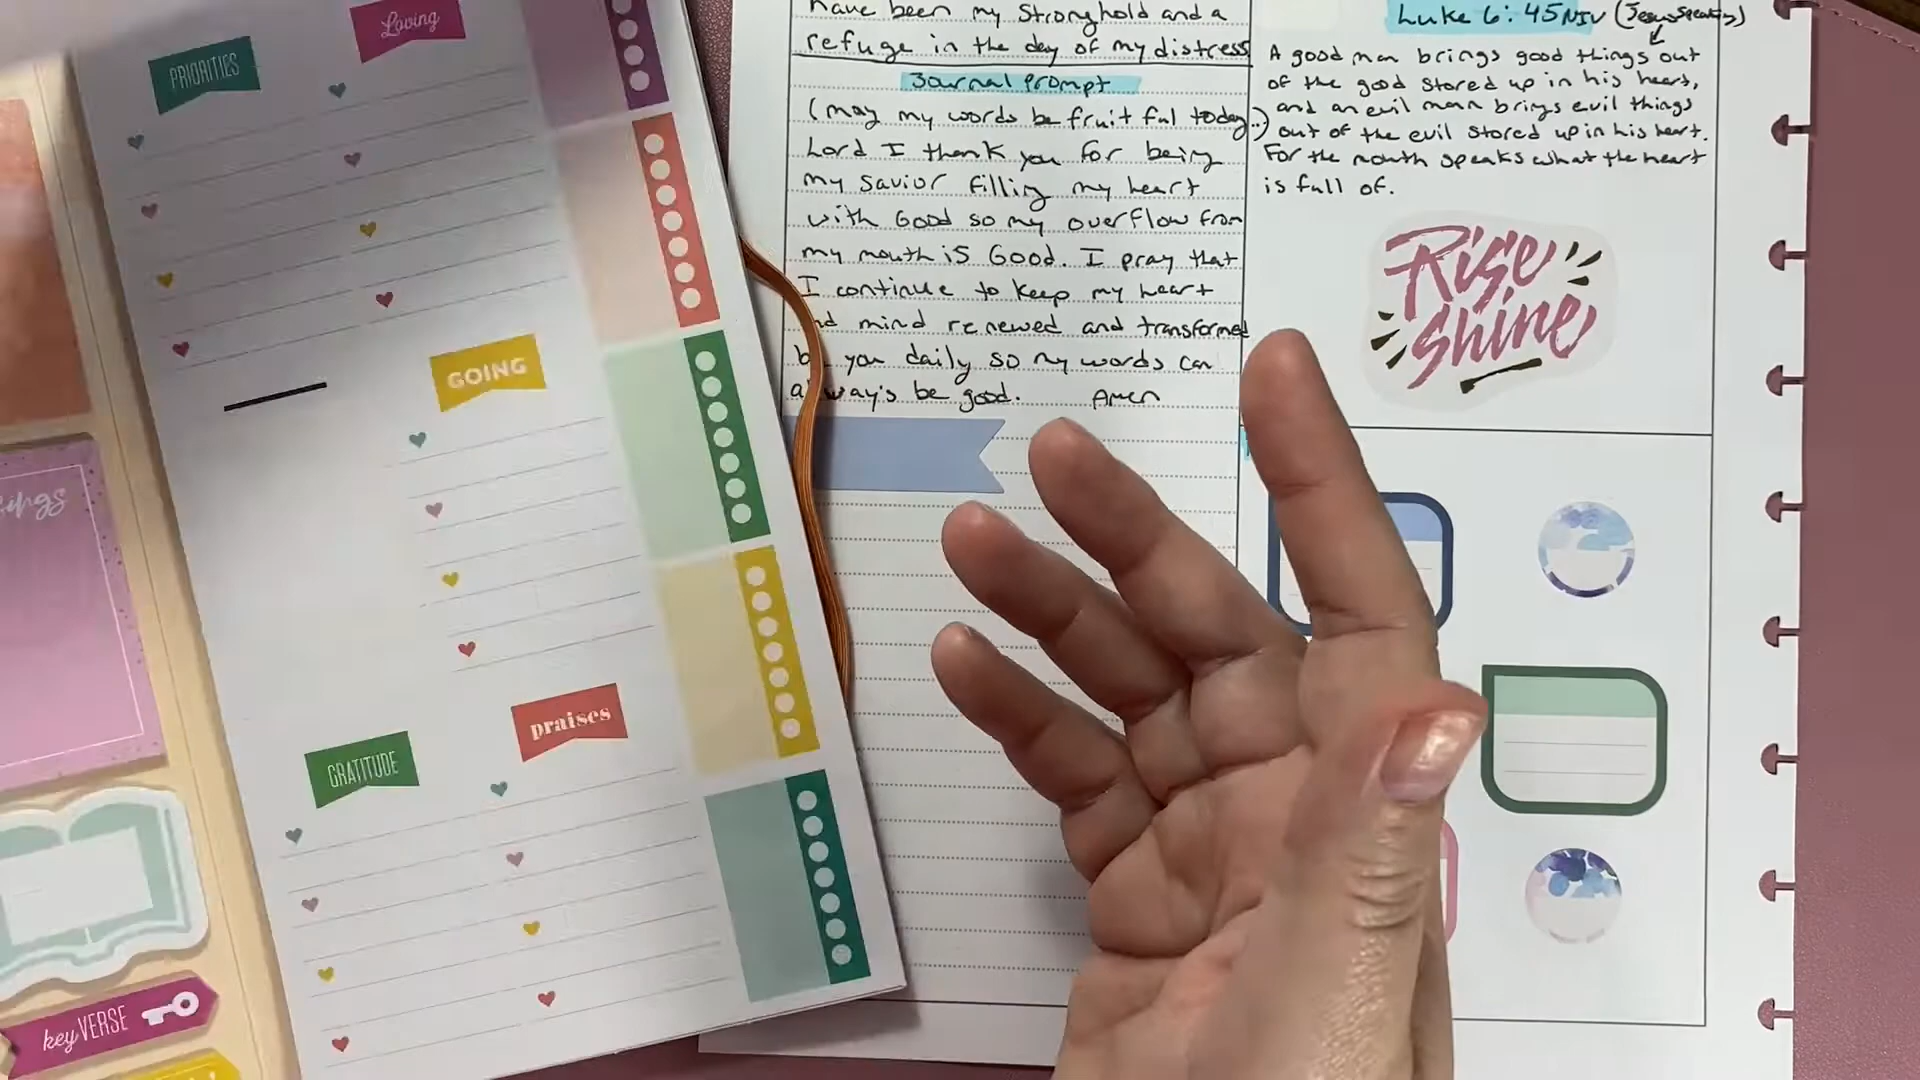 Loving
PRIORITIES
GOING
praises
GRATITUDE
key VERSE
have been my Stronghold and a
refuge in the day of my distress
Journal Prompt
(may my words be fruitful today..)
Lord I thank you for being
my savior filling my heart
with Good so my overflow from
my mouth is Good. I pray that
I continue to keep my heart
mind renewed and transformed
you daily so my words can
always be good. Amen
Luke 6:45 NIV (Jesus speaking)
A good man brings good things out
of the good stored up in his heart,
and an evil man brings evil things
out of the evil stored up in his heart.
For the mouth speaks what the heart
is full of.
Rise
Shine